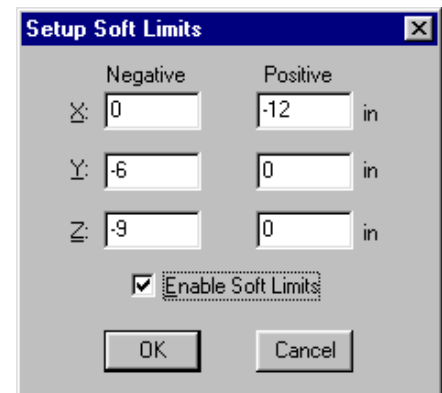 Setup Soft Limits
Negative Positive
X: 0 -12 in
Y: -6 0 in
Z: -9 0 in
Enable Soft Limits
OK Cancel